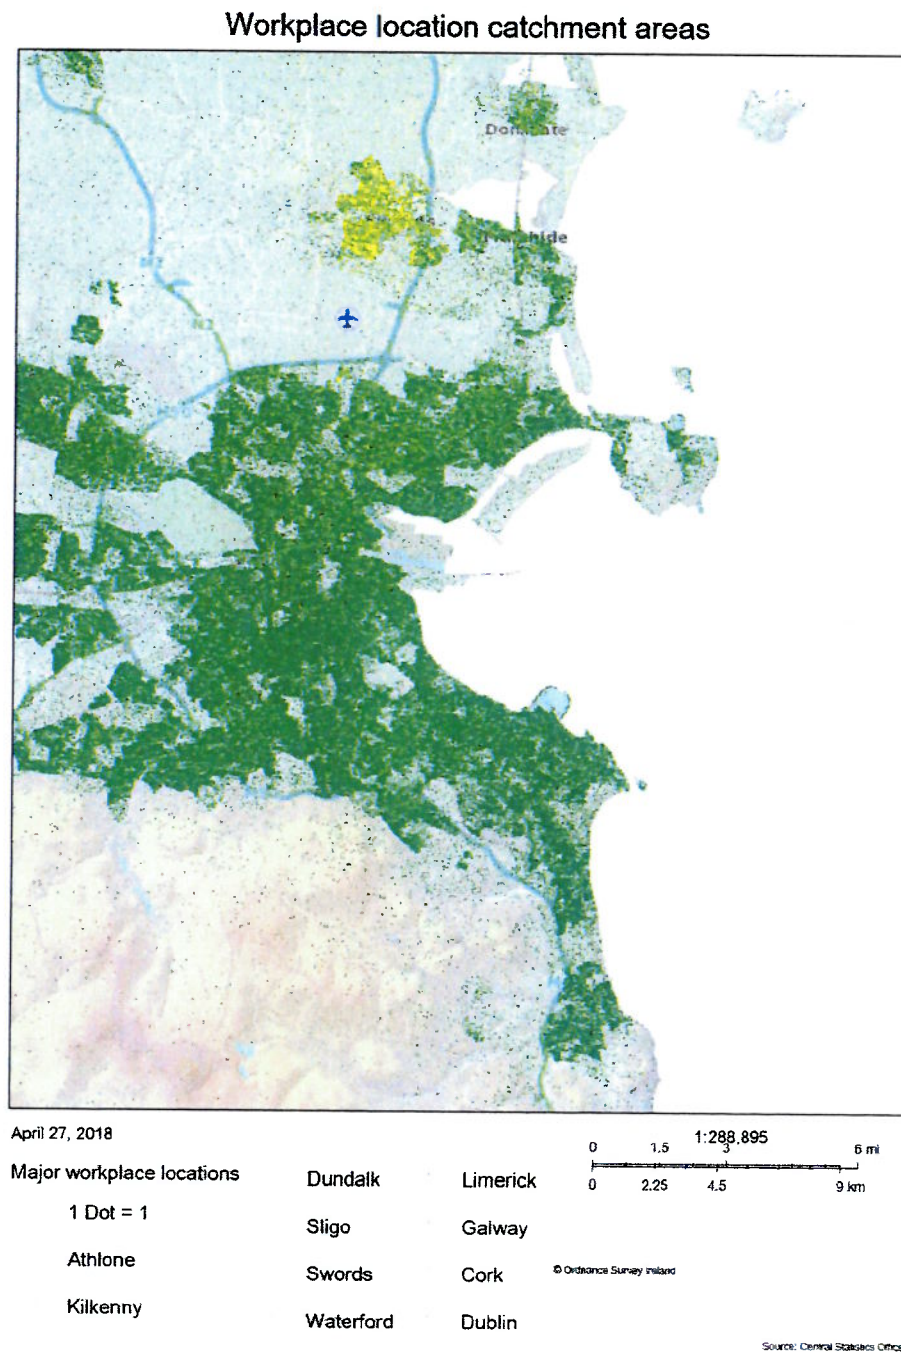 Workplace location catchment areas
April 27, 2018
Major workplace locations
1 Dot = 1
Athlone
Kilkenny
Dundalk
Sligo
Swords
Waterford
Limerick
Galway
Cork
Dublin
1:288,895
0 1.5 3 6 mi
0 2.25 4.5 9 km
© Ordnance Survey Ireland
Source: Central Statistics Office